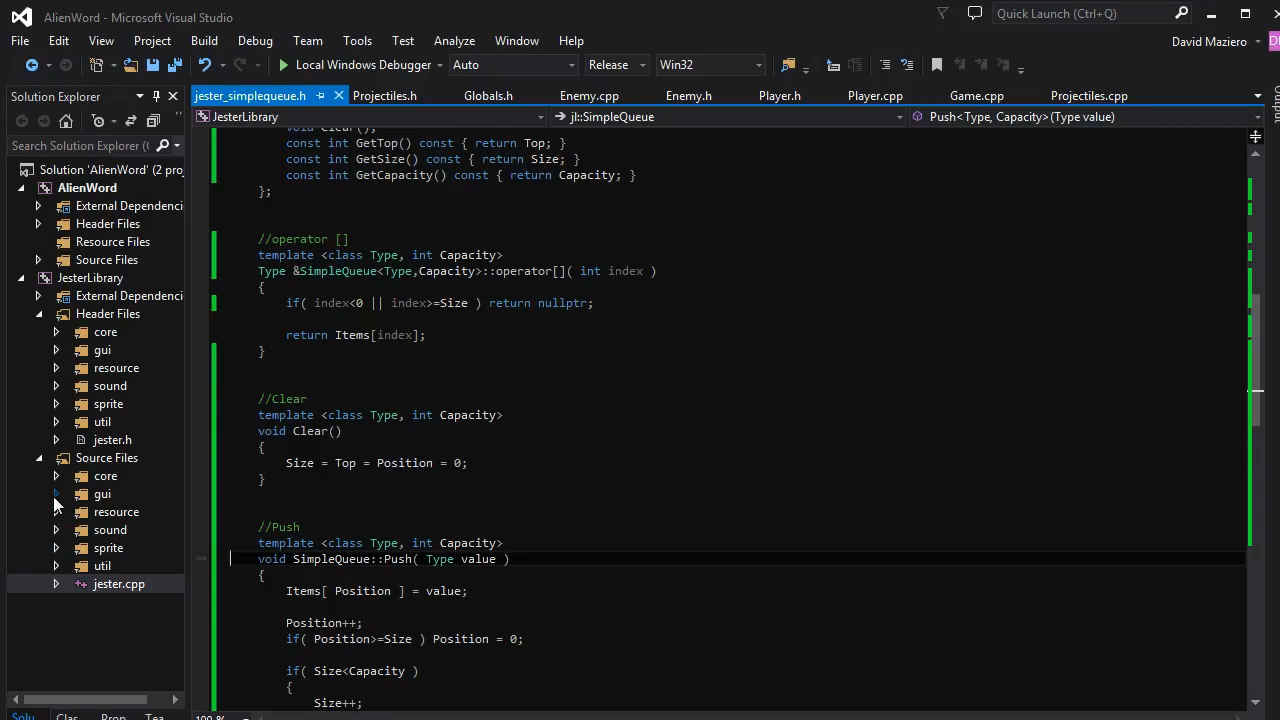 AlienWord - Microsoft Visual Studio
Quick Launch (Ctrl+Q)
File Edit View Project Build Debug Team Tools Test Analyze Window Help
David Maziero
Local Windows Debugger Auto Release Win32
Solution Explorer
jester_simplequeue.h Projectiles.h Globals.h Enemy.cpp Enemy.h Player.h Player.cpp Game.cpp Projectiles.cpp
JesterLibrary jl::SimpleQueue Push<Type, Capacity>(Type value)
Search Solution Explorer (C
Solution 'AlienWord' (2 proj
AlienWord
External Dependenci
Header Files
Resource Files
Source Files
JesterLibrary
External Dependenci
Header Files
core
gui
resource
sound
sprite
util
jester.h
Source Files
core
gui
resource
sound
sprite
util
jester.cpp
Solu Clas Prop Tea
void Clear();
const int GetTop() const { return Top; }
const int GetSize() const { return Size; }
const int GetCapacity() const { return Capacity; }
};
//operator []
template <class Type, int Capacity>
Type &SimpleQueue<Type,Capacity>::operator[]( int index )
{
if( index<0 || index>=Size ) return nullptr;
return Items[index];
}
//Clear
template <class Type, int Capacity>
void Clear()
{
Size = Top = Position = 0;
}
//Push
template <class Type, int Capacity>
void SimpleQueue::Push( Type value )
{
Items[ Position ] = value;
Position++;
if( Position>=Size ) Position = 0;
if( Size<Capacity )
{
Size++;
100 %